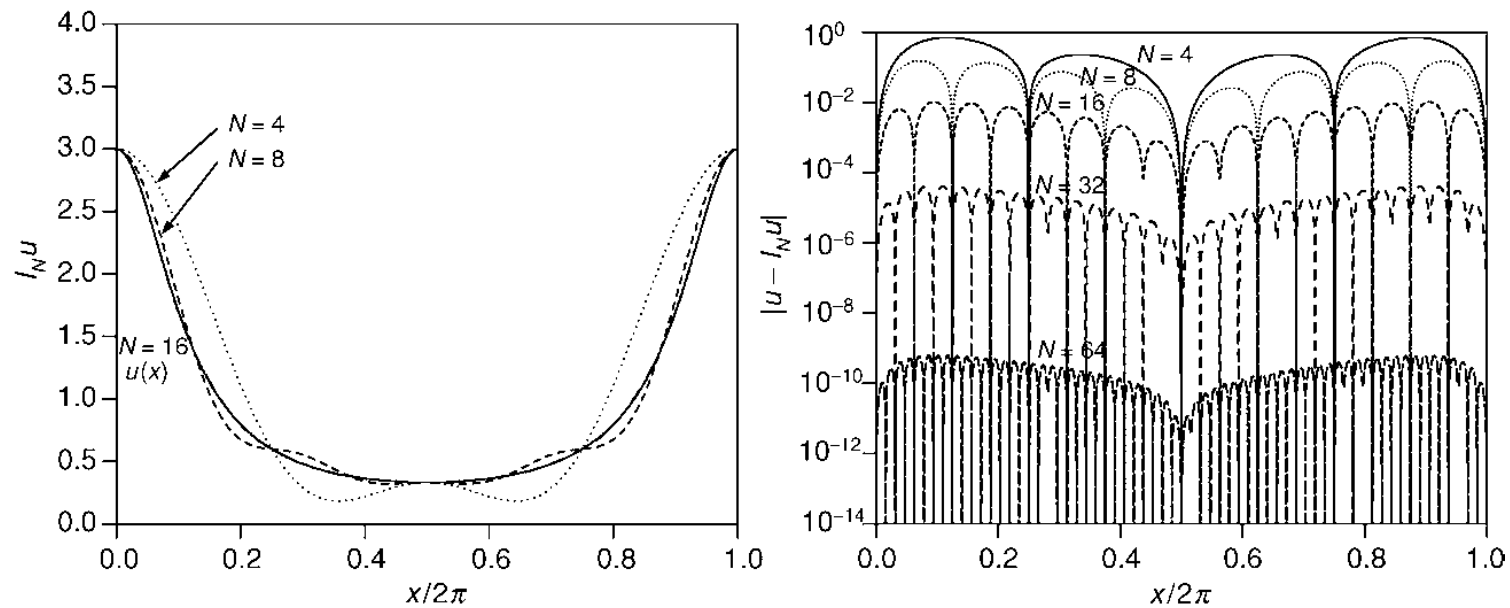 4.0
3.5
3.0
2.5
2.0
1.5
1.0
0.5
0.0
I_N u
N = 4
N = 8
N = 16
u(x)
0.0 0.2 0.4 0.6 0.8 1.0
x/2π
10^0
10^−2
10^−4
10^−6
10^−8
10^−10
10^−12
10^−14
|u − I_N u|
N = 4
N = 8
N = 16
N = 32
N = 64
0.0 0.2 0.4 0.6 0.8 1.0
x/2π